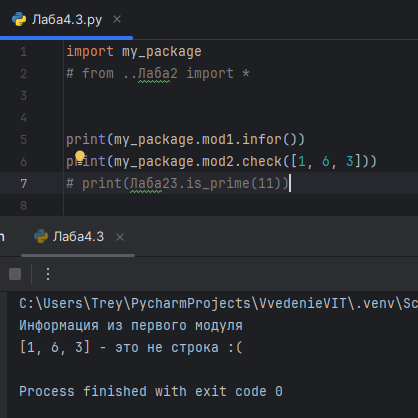 Лаба4.3.py
1 import my_package
2 # from ..Лаба2 import *
3
4
5 print(my_package.mod1.infor())
6 print(my_package.mod2.check([1, 6, 3]))
7 # print(Лаба23.is_prime(11))
8
n Лаба4.3
C:\Users\Trey\PycharmProjects\VvedenieVIT\.venv\Sc
Информация из первого модуля
[1, 6, 3] - это не строка :(
Process finished with exit code 0